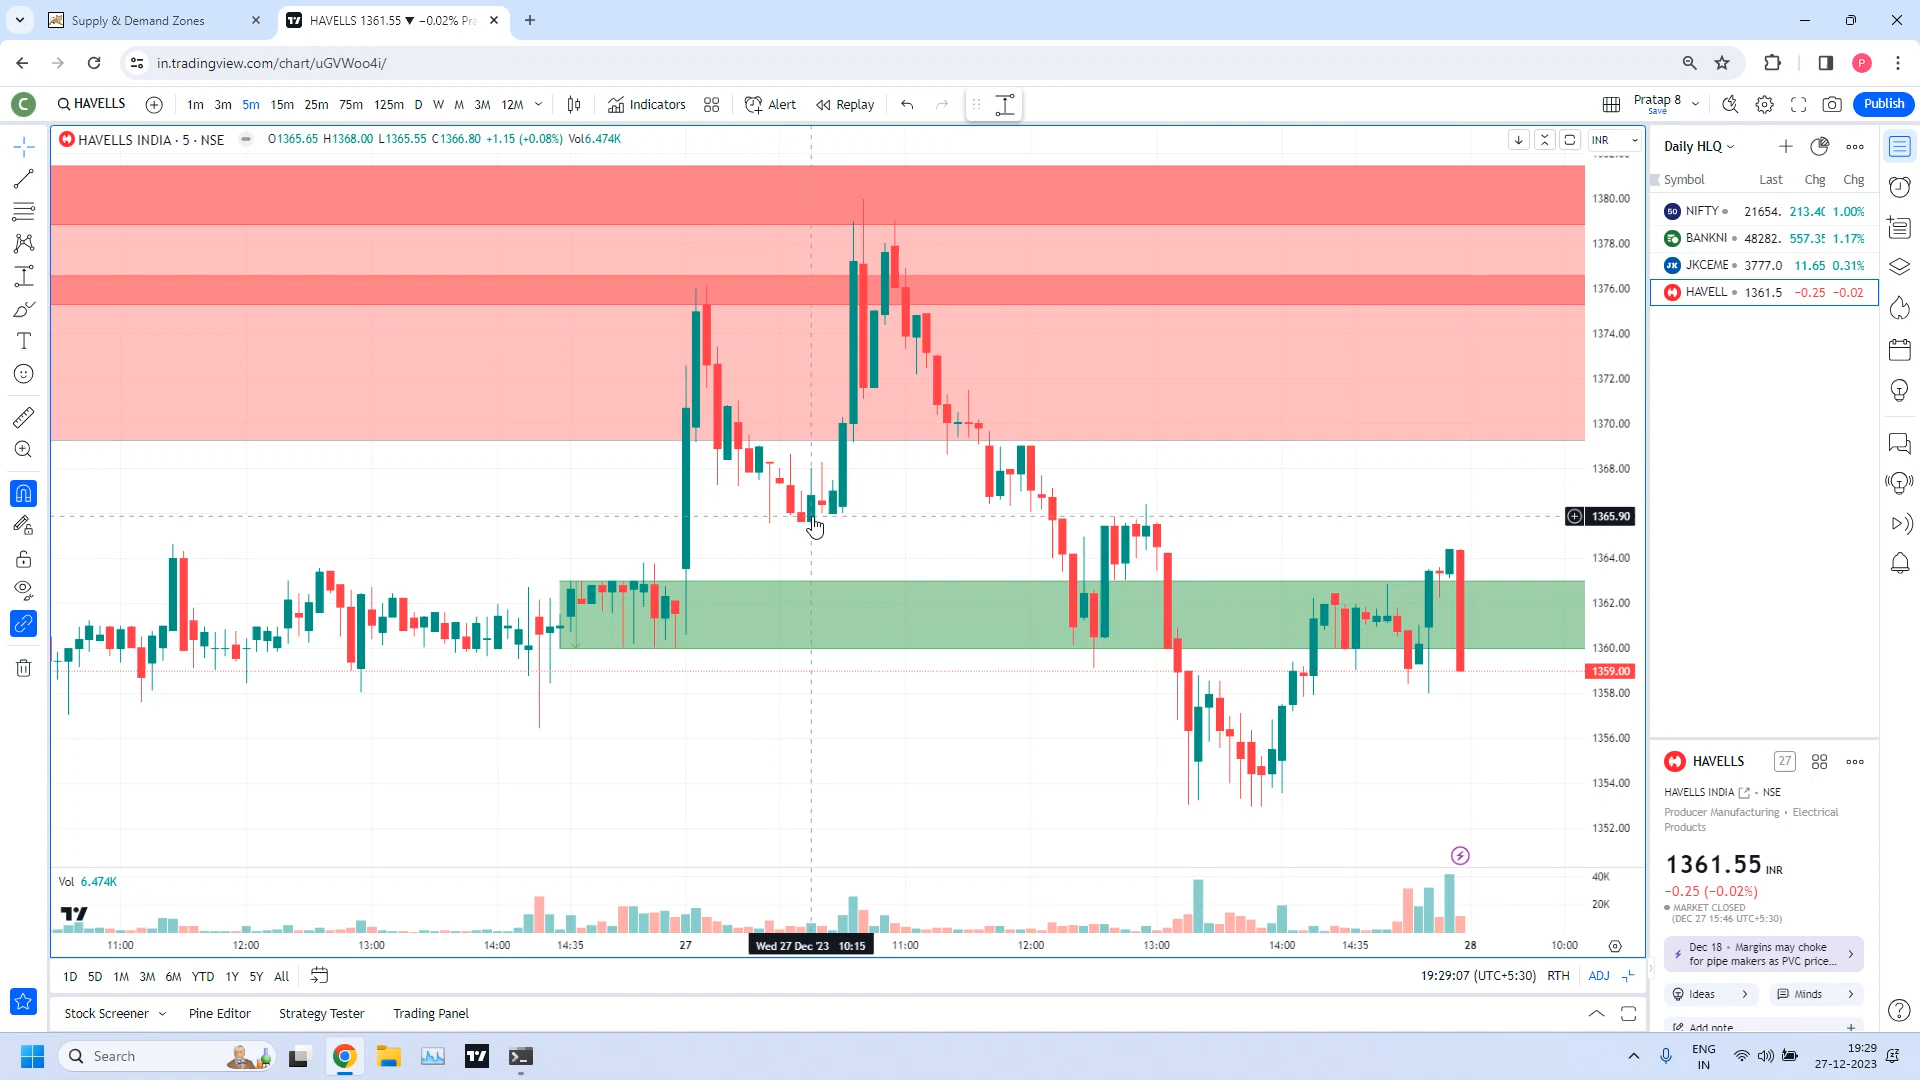 Supply & Demand Zones
HAVELLS 1361.55 ▼ −0.02% Pra
in.tradingview.com/chart/uGVWoo4i/
P
C
HAVELLS
1m 3m 5m 15m 25m 75m 125m D W M 3M 12M
Indicators
Alert
Replay
Pratap 8
Save
Publish
HAVELLS INDIA · 5 · NSE
O1365.65 H1368.00 L1365.55 C1366.80 +1.15 (+0.08%) Vol6.474K
INR
1380.00
1378.00
1376.00
1374.00
1372.00
1370.00
1368.00
1365.90
1364.00
1362.00
1360.00
1359.00
1358.00
1356.00
1354.00
1352.00
Vol 6.474K
40K
20K
11:00 12:00 13:00 14:00 14:35 27 Wed 27 Dec '23 10:15 11:00 12:00 13:00 14:00 14:35 28 10:00
1D 5D 1M 3M 6M YTD 1Y 5Y All
19:29:07 (UTC+5:30) RTH ADJ
Stock Screener Pine Editor Strategy Tester Trading Panel
Daily HLQ
Symbol Last Chg Chg
50 NIFTY 21654. 213.40 1.00%
BANKNI 48282. 557.35 1.17%
JK JKCEME 3777.0 11.65 0.31%
HAVELL 1361.5 −0.25 −0.02
HAVELLS
27
HAVELLS INDIA · NSE
Producer Manufacturing • Electrical
Products
1361.55 INR
−0.25 (−0.02%)
MARKET CLOSED
(DEC 27 15:46 UTC+5:30)
Dec 18 • Margins may choke
for pipe makers as PVC price...
Ideas
Minds
Add note
Search
ENG
IN
19:29
27-12-2023